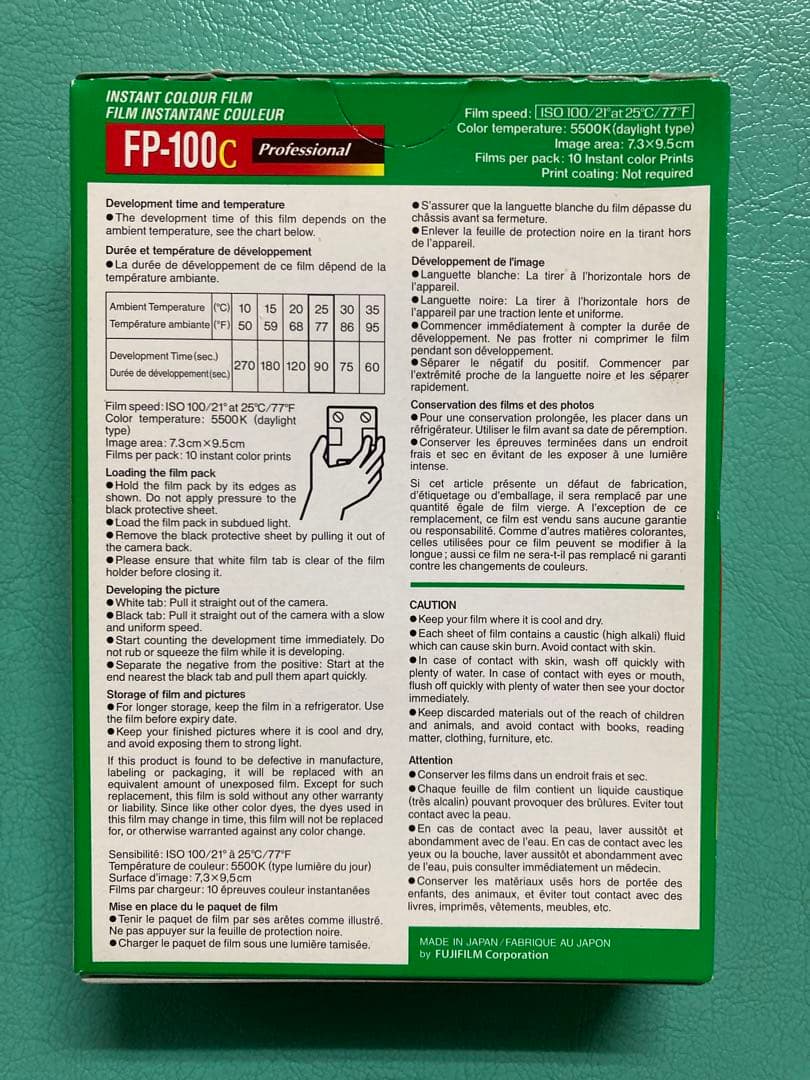 INSTANT COLOUR FILM
FILM INSTANTANE COULEUR
FP-100C Professional
Film speed: ISO 100/21° at 25°C/77°F
Color temperature: 5500K (daylight type)
Image area: 7.3×9.5cm
Films per pack: 10 Instant color Prints
Print coating: Not required
Development time and temperature
●The development time of this film depends on the
ambient temperature, see the chart below.
Durée et température de développement
●La durée de développement de ce film dépend de la
température ambiante.
Ambient Temperature (°C) 10 15 20 25 30 35
Température ambiante (°F) 50 59 68 77 86 95
Development Time (sec.)
Durée de développement (sec.) 270 180 120 90 75 60
Film speed: ISO 100/21° at 25°C/77°F
Color temperature: 5500K (daylight
type)
Image area: 7.3cm×9.5cm
Films per pack: 10 instant color prints
Loading the film pack
●Hold the film pack by its edges as
shown. Do not apply pressure to the
black protective sheet.
●Load the film pack in subdued light.
●Remove the black protective sheet by pulling it out of
the camera back.
●Please ensure that white film tab is clear of the film
holder before closing it.
Developing the picture
●White tab: Pull it straight out of the camera.
●Black tab: Pull it straight out of the camera with a slow
and uniform speed.
●Start counting the development time immediately. Do
not rub or squeeze the film while it is developing.
●Separate the negative from the positive: Start at the
end nearest the black tab and pull them apart quickly.
Storage of film and pictures
●For longer storage, keep the film in a refrigerator. Use
the film before expiry date.
●Keep your finished pictures where it is cool and dry,
and avoid exposing them to strong light.
If this product is found to be defective in manufacture,
labeling or packaging, it will be replaced with an
equivalent amount of unexposed film. Except for such
replacement, this film is sold without any other warranty
or liability. Since like other color dyes, the dyes used in
this film may change in time, this film will not be replaced
for, or otherwise warranted against any color change.
Sensibilité: ISO 100/21° à 25°C/77°F
Température de couleur: 5500K (type lumière du jour)
Surface d'image: 7,3×9,5cm
Films par chargeur: 10 épreuves couleur instantanées
Mise en place du le paquet de film
●Tenir le paquet de film par ses arêtes comme illustré.
Ne pas appuyer sur la feuille de protection noire.
●Charger le paquet de film sous une lumière tamisée.
●S'assurer que la languette blanche du film dépasse du
châssis avant sa fermeture.
●Enlever la feuille de protection noire en la tirant hors
de l'appareil.
Développement de l'image
●Languette blanche: La tirer à l'horizontale hors de
l'appareil.
●Languette noire: La tirer à l'horizontale hors de
l'appareil par une traction lente et uniforme.
●Commencer immédiatement à compter la durée de
développement. Ne pas frotter ni comprimer le film
pendant son développement.
●Séparer le négatif du positif. Commencer par
l'extrémité proche de la languette noire et les séparer
rapidement.
Conservation des films et des photos
●Pour une conservation prolongée, les placer dans un
réfrigérateur. Utiliser le film avant sa date de péremption.
●Conserver les épreuves terminées dans un endroit
frais et sec en évitant de les exposer à une lumière
intense.
Si cet article présente un défaut de fabrication,
d'étiquetage ou d'emballage, il sera remplacé par une
quantité égale de film vierge. A l'exception de ce
remplacement, ce film est vendu sans aucune garantie
ou responsabilité. Comme d'autres matières colorantes,
celles utilisées pour ce film peuvent se modifier à la
longue; aussi ce film ne sera-t-il pas remplacé ni garanti
contre les changements de couleurs.
CAUTION
●Keep your film where it is cool and dry.
●Each sheet of film contains a caustic (high alkali) fluid
which can cause skin burn. Avoid contact with skin.
●In case of contact with skin, wash off quickly with
plenty of water. In case of contact with eyes or mouth,
flush off quickly with plenty of water then see your doctor
immediately.
●Keep discarded materials out of the reach of children
and animals, and avoid contact with books, reading
matter, clothing, furniture, etc.
Attention
●Conserver les films dans un endroit frais et sec.
●Chaque feuille de film contient un liquide caustique
(très alcalin) pouvant provoquer des brûlures. Eviter tout
contact avec la peau.
●En cas de contact avec la peau, laver aussitôt et
abondamment avec de l'eau. En cas de contact avec les
yeux ou la bouche, laver aussitôt et abondamment avec
de l'eau, puis consulter immédiatement un médecin.
●Conserver les matériaux usés hors de portée des
enfants, des animaux, et éviter tout contact avec des
livres, imprimés, vêtements, meubles, etc.
MADE IN JAPAN/FABRIQUE AU JAPON
by FUJIFILM Corporation